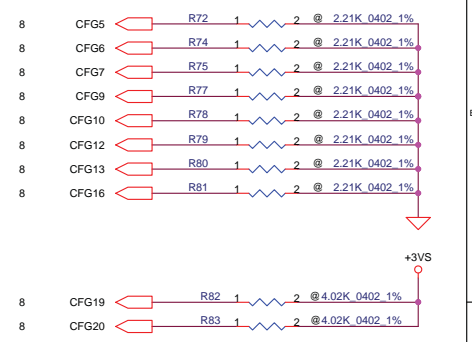 8 CFG5 R72 1 2 @ 2.21K_0402_1%
8 CFG6 R74 1 2 @ 2.21K_0402_1%
8 CFG7 R75 1 2 @ 2.21K_0402_1%
8 CFG9 R77 1 2 @ 2.21K_0402_1%
8 CFG10 R78 1 2 @ 2.21K_0402_1%
8 CFG12 R79 1 2 @ 2.21K_0402_1%
8 CFG13 R80 1 2 @ 2.21K_0402_1%
8 CFG16 R81 1 2 @ 2.21K_0402_1%
+3VS
8 CFG19 R82 1 2 @4.02K_0402_1%
8 CFG20 R83 1 2 @4.02K_0402_1%